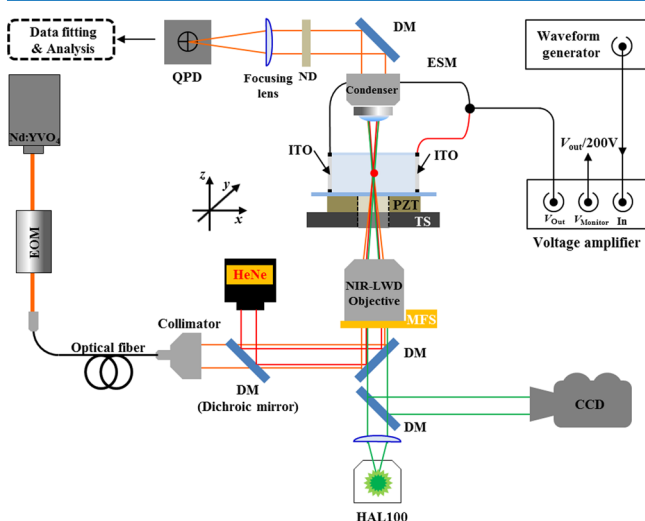 Data fitting
& Analysis
QPD
Focusing
lens
ND
DM
Condenser
ESM
Waveform
generator
Nd:YVO4
ITO
ITO
Vout/200V
z
y
x
PZT
TS
VOut
VMonitor
In
Voltage amplifier
EOM
HeNe
NIR-LWD
Objective
MFS
Collimator
Optical fiber
DM
(Dichroic mirror)
DM
DM
CCD
HAL100